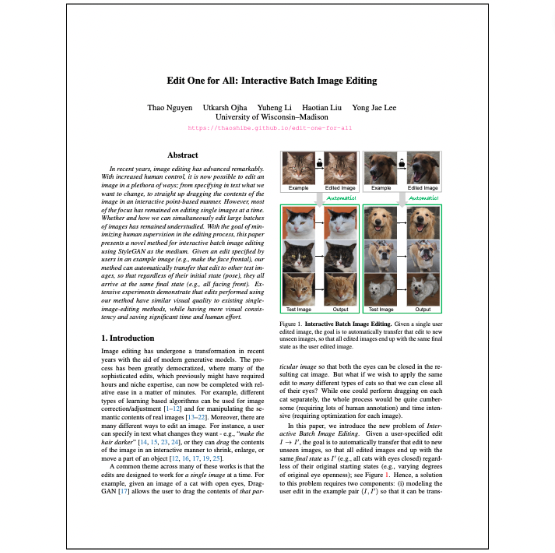 Edit One for All: Interactive Batch Image Editing
Thao Nguyen Utkarsh Ojha Yuheng Li Haotian Liu Yong Jae Lee
University of Wisconsin–Madison
https://thaoshibe.github.io/edit-one-for-all
Abstract
In recent years, image editing has advanced remarkably.
With increased human control, it is now possible to edit an
image in a plethora of ways; from specifying in text what we
want to change, to straight up dragging the contents of the
image in an interactive point-based manner. However, most
of the focus has remained on editing single images at a time.
Whether and how we can simultaneously edit large batches
of images has remained understudied. With the goal of min-
imizing human supervision in the editing process, this paper
presents a novel method for interactive batch image editing
using StyleGAN as the medium. Given an edit specified by
users in an example image (e.g., make the face frontal), our
method can automatically transfer that edit to other test im-
ages, so that regardless of their initial state (pose), they all
arrive at the same final state (e.g., all facing front). Ex-
tensive experiments demonstrate that edits performed using
our method have similar visual quality to existing single-
image-editing methods, while having more visual consis-
tency and saving significant time and human effort.
1. Introduction
Image editing has undergone a transformation in recent
years with the aid of modern generative models. The pro-
cess has been greatly democratized, where many of the
sophisticated edits, which previously might have required
hours and niche expertise, can now be completed with rel-
ative ease in a matter of minutes. For example, different
types of learning algorithms can be used for image
correction/adjustment [1–12] and for manipulating the se-
mantic contents of real images [13–22]. Moreover, there are
many different ways to edit an image. For instance, a user
can specify in text what changes they want - e.g., "make the
hair darker" [14, 15, 23, 24], or they can drag the contents
of the image in an interactive manner to shrink, enlarge, or
move a part of an object [12, 16, 17, 19, 25].
A common theme across many of these works is that the
edits are designed to work for a single image at a time. For
example, given an image of a cat with open eyes, Drag-
GAN [17] allows the user to drag the contents of that par-
Example Edited Image Example Edited Image
Automatic! Automatic!
Test Image Output Test Image Output
Figure 1. Interactive Batch Image Editing. Given a single user
edited image, the goal is to automatically transfer that edit to new
unseen images, so that all edited images end up with the same final
state as the user edited image.
ticular image so that both the eyes can be closed in the re-
sulting cat image. But what if we wish to apply the same
edit to many different types of cats so that we can close all
of their eyes? While one could perform dragging on each
cat separately, the whole process would be quite cumber-
some (requiring lots of human annotation) and time inten-
sive (requiring optimization for each image).
In this paper, we introduce the new problem of Inter-
active Batch Image Editing. Given a user-specified edit
I → I', the goal is to automatically transfer that edit to new
unseen images, so that all edited images end up with the
same final state as I' (e.g., all cats with eyes closed) regard-
less of their original starting states (e.g., varying degrees
of original eye openness); see Figure 1. Hence, a solution
to this problem requires two components: (i) modeling the
user edit in the example pair (I, I') so that it can be trans-